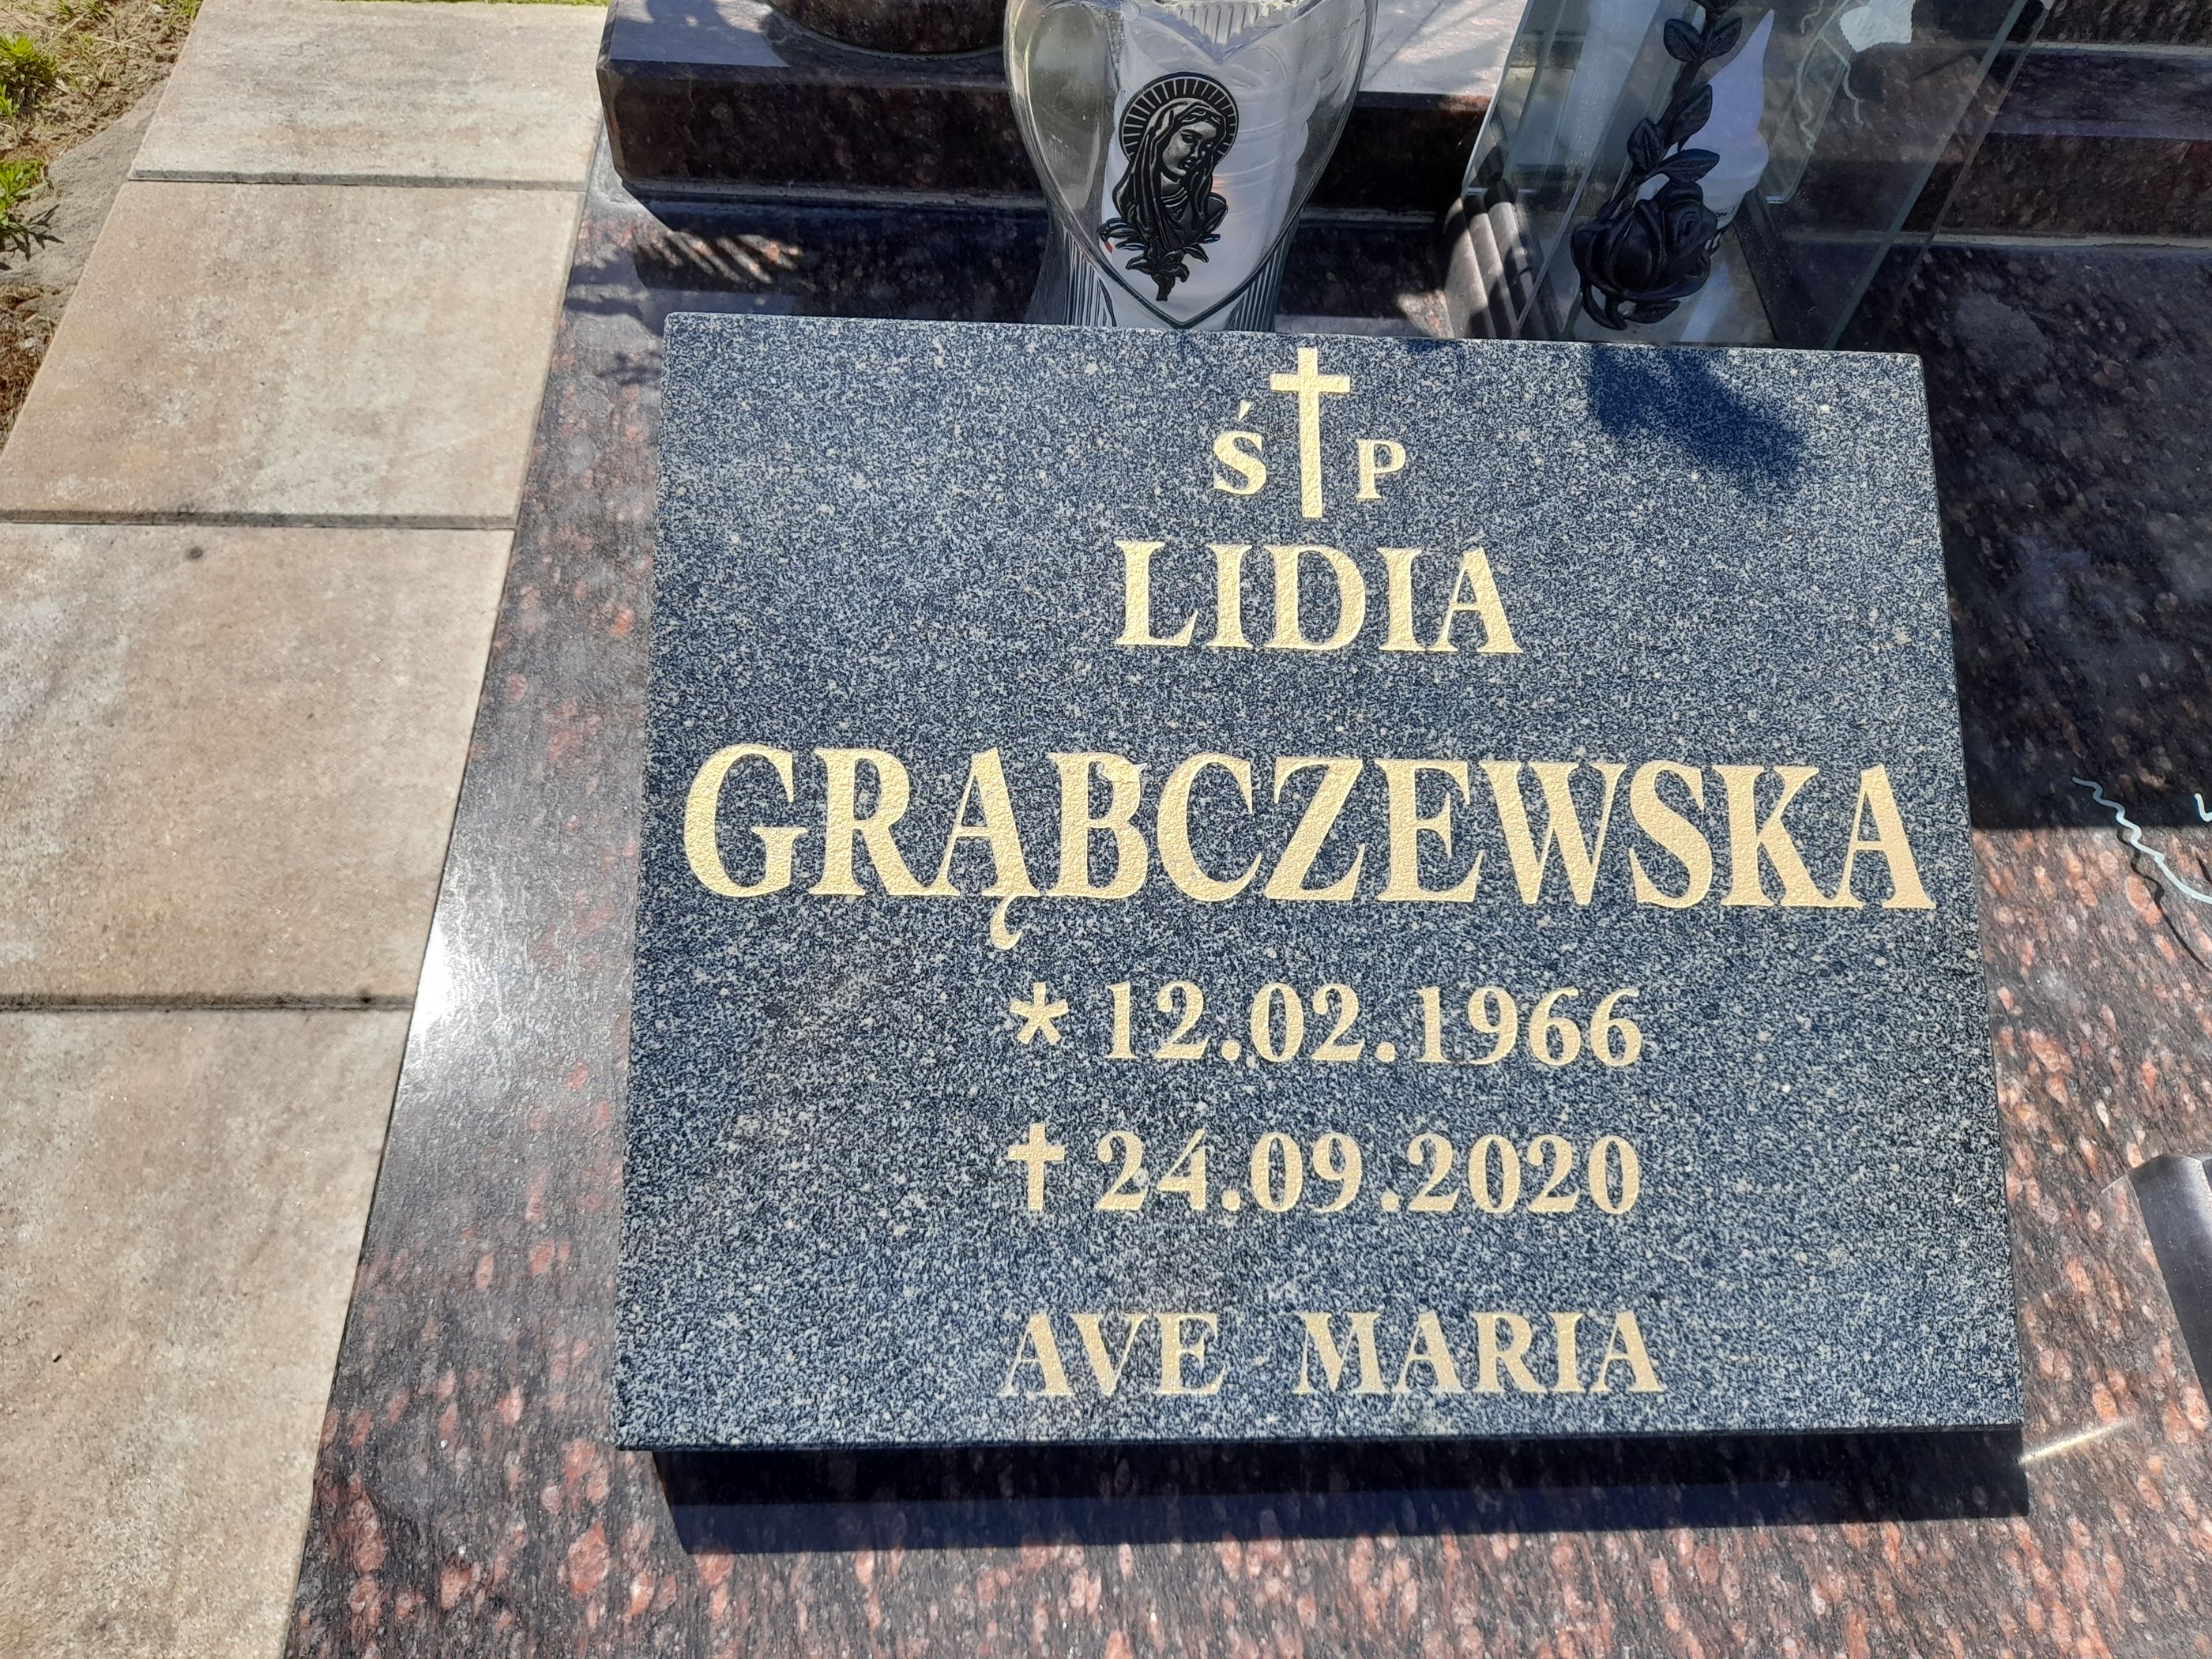 Ś P
LIDIA
GRĄBCZEWSKA
* 12.02.1966
† 24.09.2020
AVE MARIA